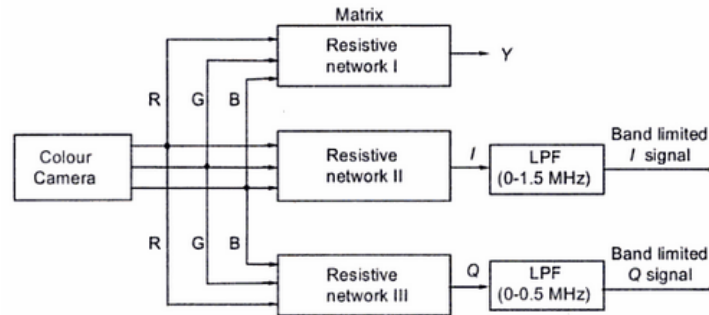 Matrix
Resistive
network I
Y
R
G
B
Colour
Camera
Resistive
network II
I
LPF
(0-1.5 MHz)
Band limited
I signal
R
G
B
Resistive
network III
Q
LPF
(0-0.5 MHz)
Band limited
Q signal